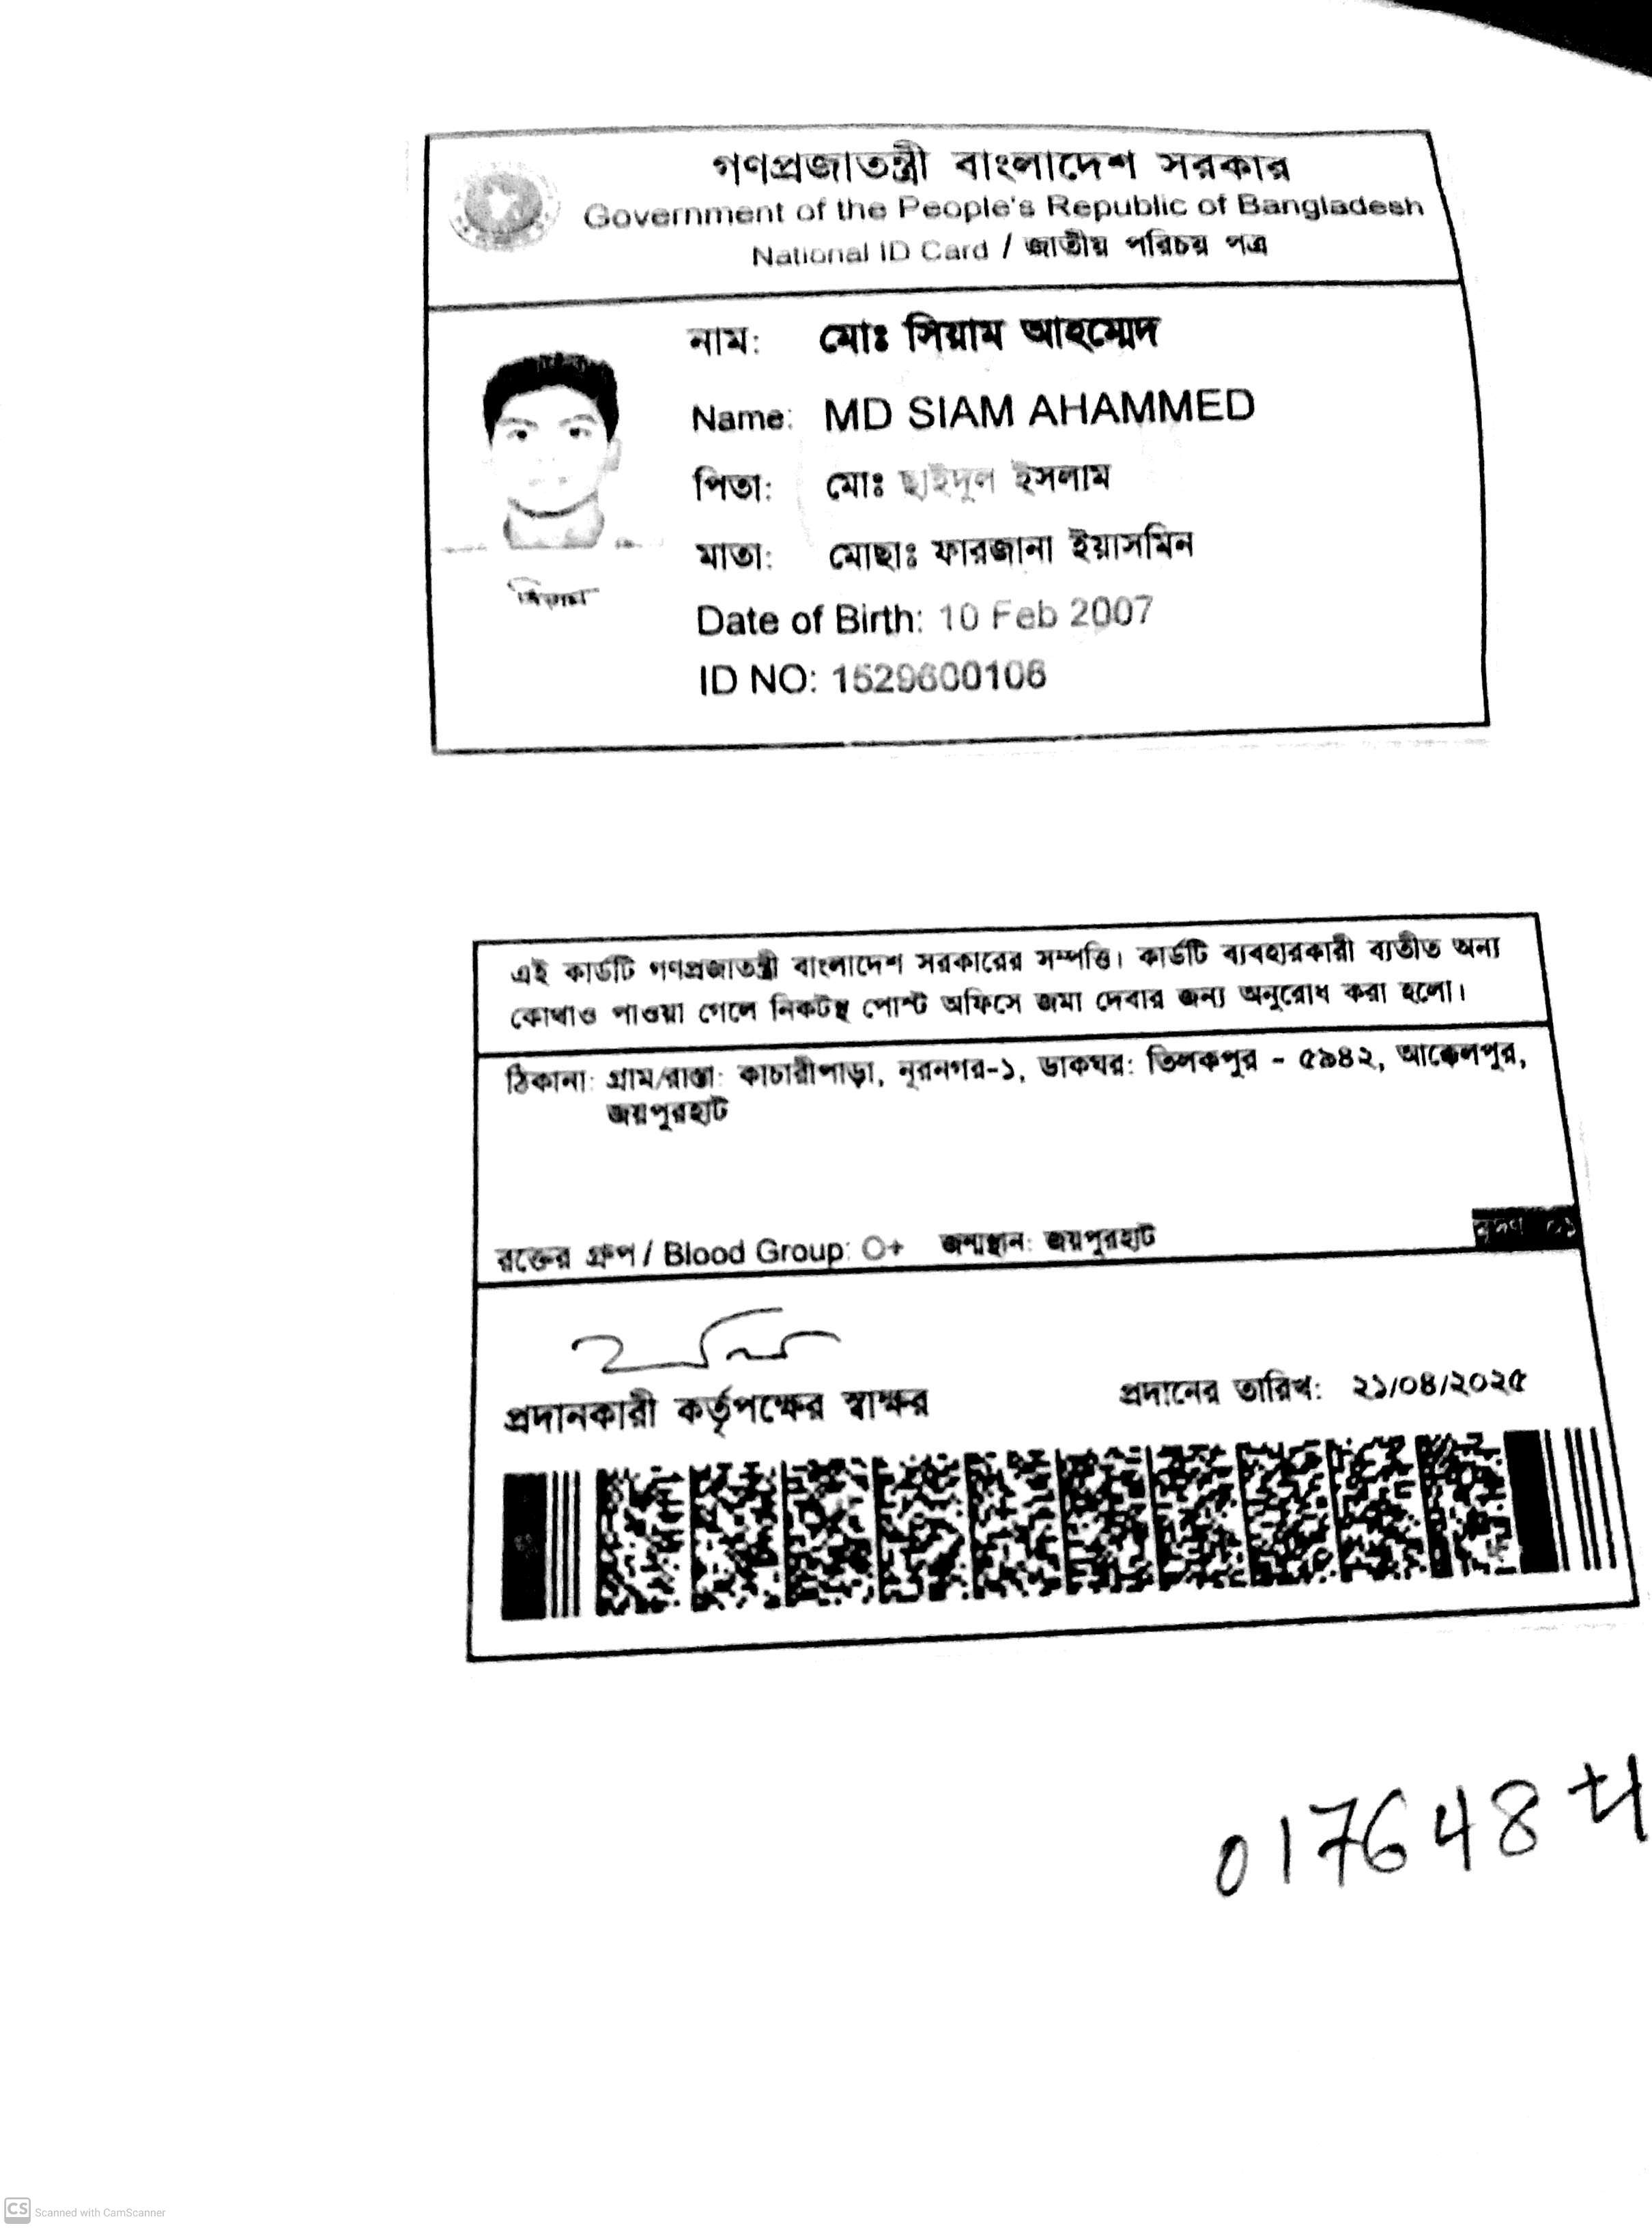 গণপ্রজাতন্ত্রী বাংলাদেশ সরকার
Government of the People's Republic of Bangladesh
National ID Card / জাতীয় পরিচয় পত্র
নাম: মোঃ সিয়াম আহম্মেদ
Name: MD SIAM AHAMMED
পিতা: মোঃ ছাইদুল ইসলাম
মাতা: মোছাঃ ফারজানা ইয়াসমিন
সিয়াম
Date of Birth: 10 Feb 2007
ID NO:
এই কার্ডটি গণপ্রজাতন্ত্রী বাংলাদেশ সরকারের সম্পত্তি। কার্ডটি ব্যবহারকারী ব্যতীত অন্য
কোথাও পাওয়া গেলে নিকটস্থ পোস্ট অফিসে জমা দেবার জন্য অনুরোধ করা হলো।
ঠিকানা: গ্রাম/রাস্তা: কাচারীপাড়া, নূরনগর-১, ডাকঘর: তিলকপুর - ৫৯৪২, আক্কেলপুর,
জয়পুরহাট
রক্তের গ্রুপ / Blood Group: O+ জন্মস্থান: জয়পুরহাট
প্রদানকারী কর্তৃপক্ষের স্বাক্ষর
প্রদানের তারিখ: ২১/০৪/২০২৫
CS Scanned with CamScanner